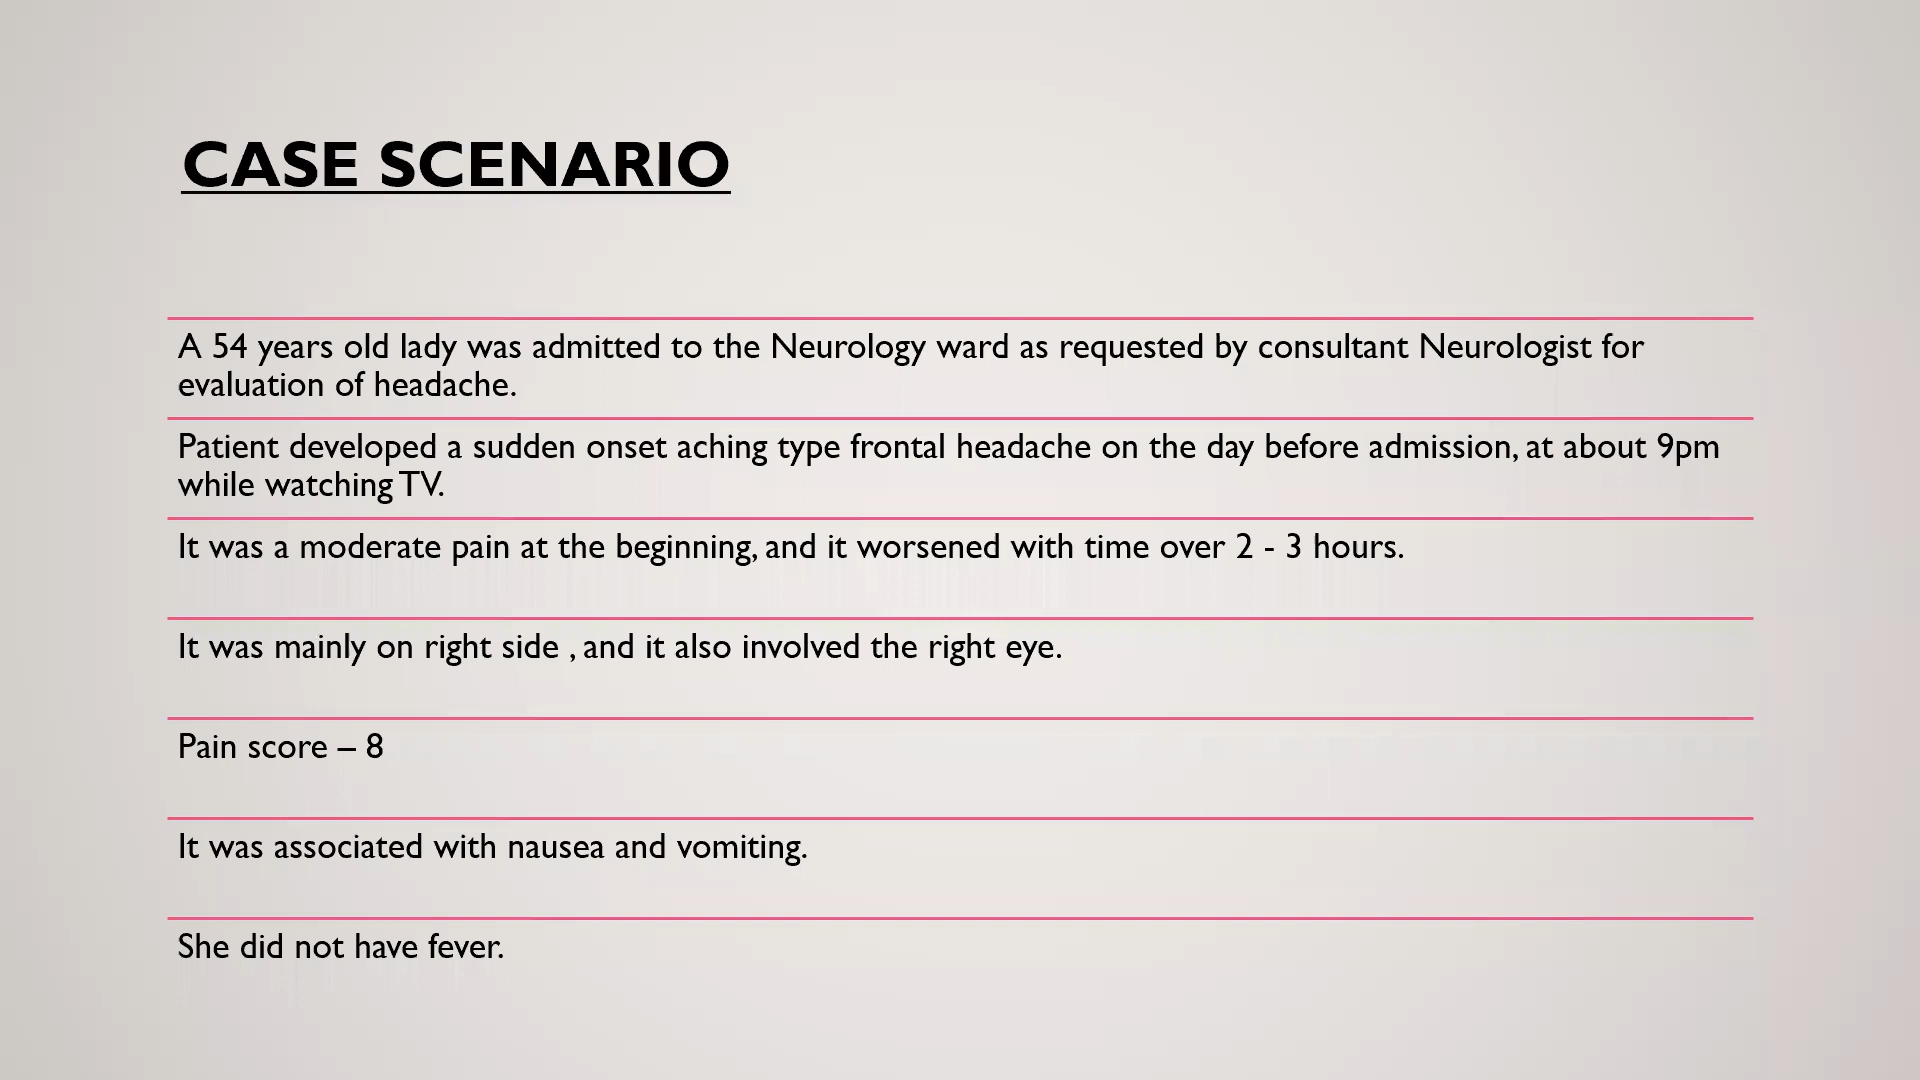 CASE SCENARIO
A 54 years old lady was admitted to the Neurology ward as requested by consultant Neurologist for
evaluation of headache.
Patient developed a sudden onset aching type frontal headache on the day before admission, at about 9pm
while watching TV.
It was a moderate pain at the beginning, and it worsened with time over 2 - 3 hours.
It was mainly on right side , and it also involved the right eye.
Pain score – 8
It was associated with nausea and vomiting.
She did not have fever.